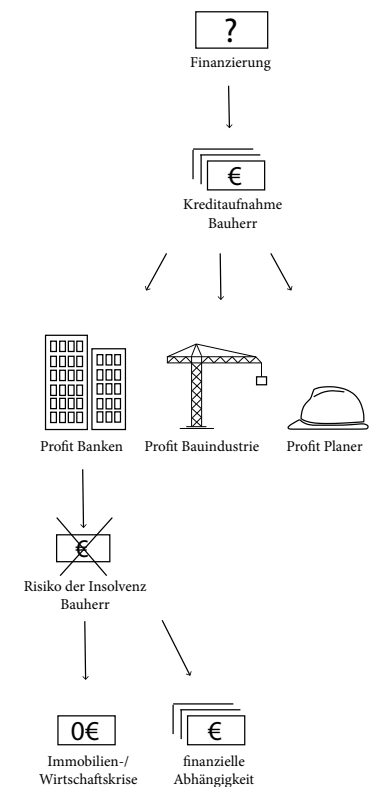 ?
Finanzierung
€
Kreditaufnahme
Bauherr
Profit Banken
Profit Bauindustrie
Profit Planer
€
Risiko der Insolvenz
Bauherr
0€
€
Immobilien-/
Wirtschaftskrise
finanzielle
Abhängigkeit